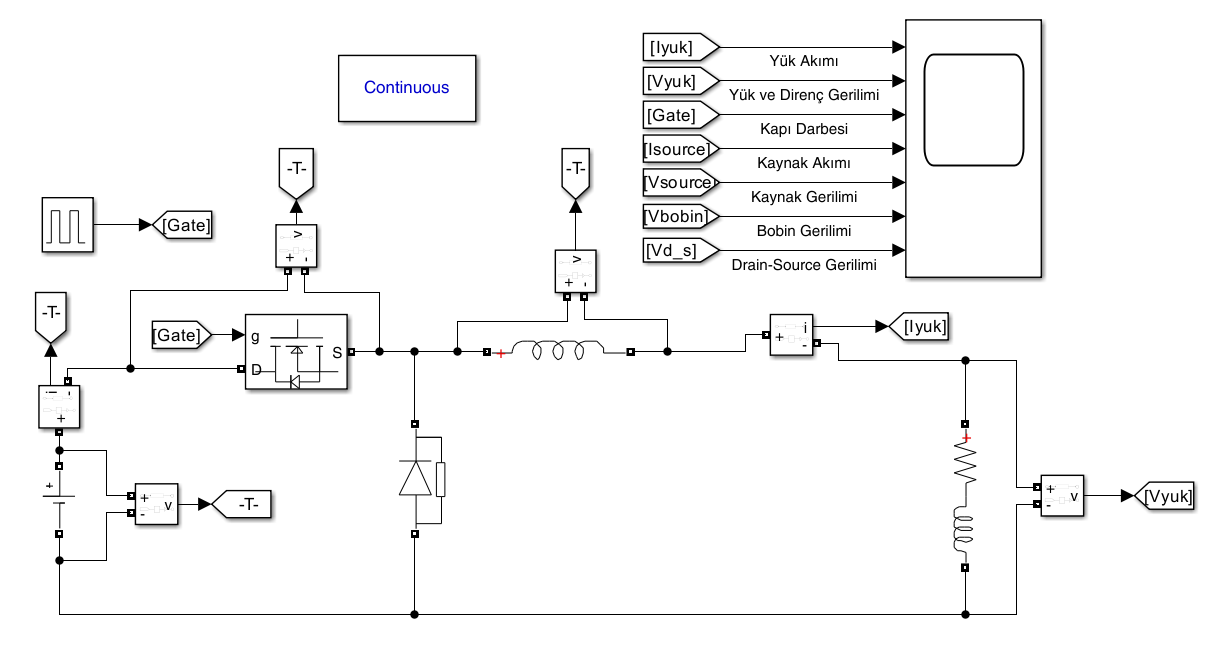 Continuous
[Iyuk]
Yük Akımı
[Vyuk]
Yük ve Direnç Gerilimi
[Gate]
Kapı Darbesi
[Isource]
Kaynak Akımı
[Vsource]
Kaynak Gerilimi
[Vbobin]
Bobin Gerilimi
[Vd_s]
Drain-Source Gerilimi
-T-
-T-
[Gate]
v
+ -
v
+ -
-T-
[Gate]
g
D
S
i
+
-
[Iyuk]
i
-
+
+
+
-
v
-T-
+
+
+
-
v
[Vyuk]